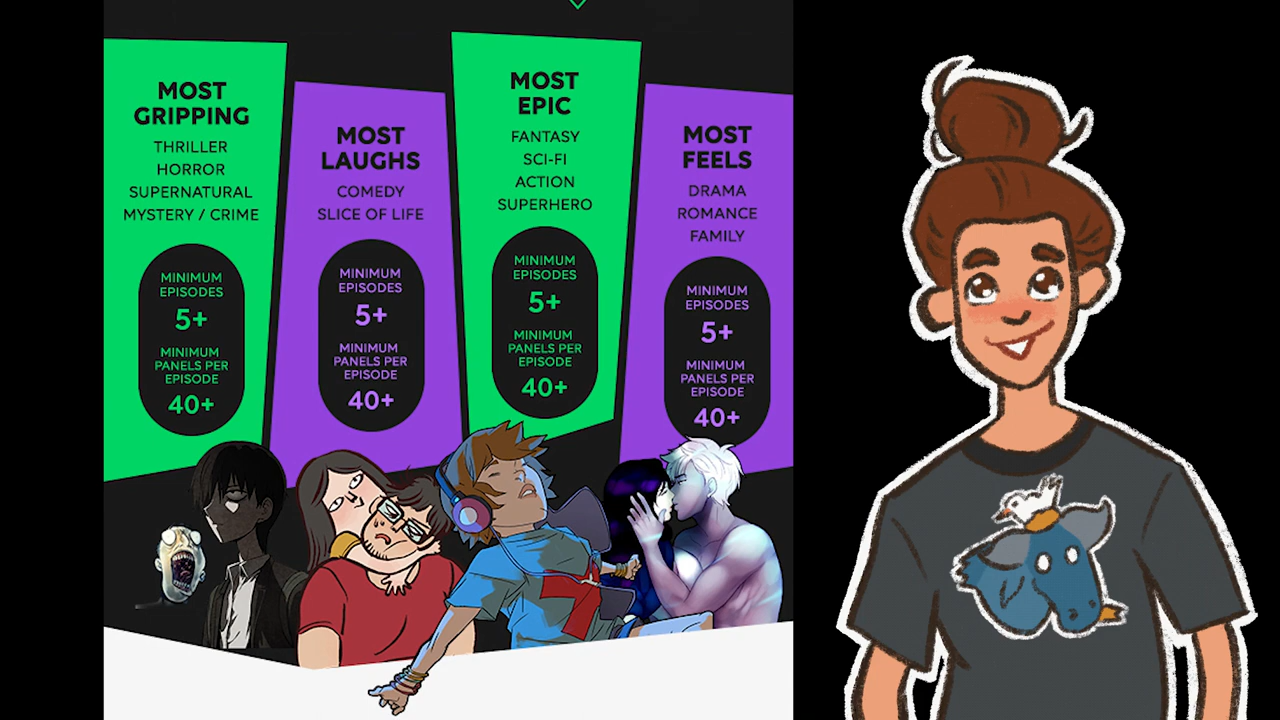 MOST
GRIPPING
THRILLER
HORROR
SUPERNATURAL
MYSTERY / CRIME
MINIMUM
EPISODES
5+
MINIMUM
PANELS PER
EPISODE
40+
MOST
LAUGHS
COMEDY
SLICE OF LIFE
MINIMUM
EPISODES
5+
MINIMUM
PANELS PER
EPISODE
40+
MOST
EPIC
FANTASY
SCI-FI
ACTION
SUPERHERO
MINIMUM
EPISODES
5+
MINIMUM
PANELS PER
EPISODE
40+
MOST
FEELS
DRAMA
ROMANCE
FAMILY
MINIMUM
EPISODES
5+
MINIMUM
PANELS PER
EPISODE
40+